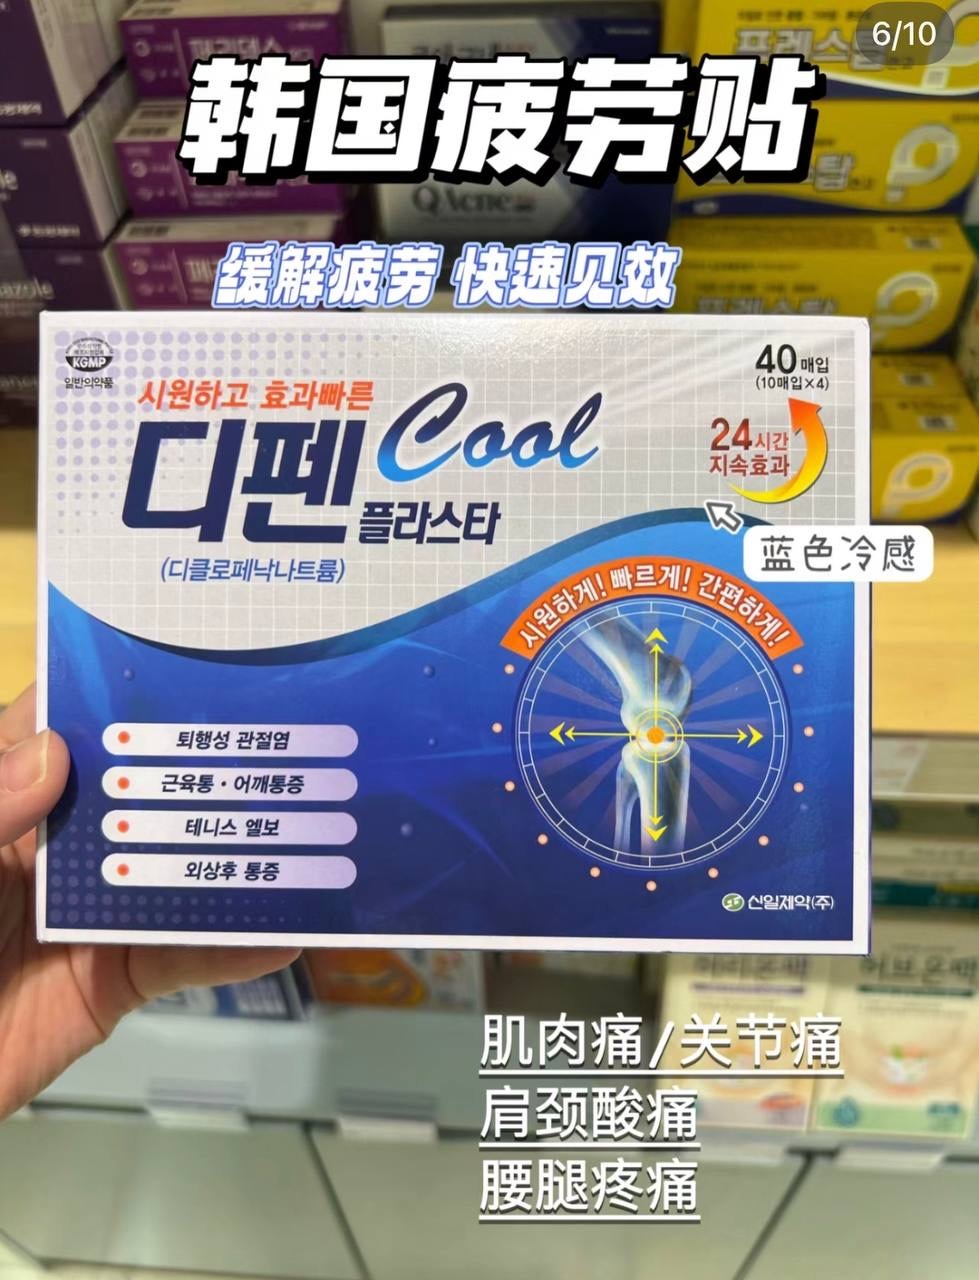 6/10
韩国疲劳贴
QAcne
缓解疲劳 快速见效
KGMP
일반의약품
40매입
(10매입×4)
시원하고 효과빠른
디펜 Cool
플라스타
(디클로페낙나트륨)
24시간
지속효과
蓝色冷感
시원하게! 빠르게! 간편하게!
퇴행성 관절염
근육통·어깨통증
테니스 엘보
외상후 통증
신일제약(주)
肌肉痛/关节痛
肩颈酸痛
腰腿疼痛